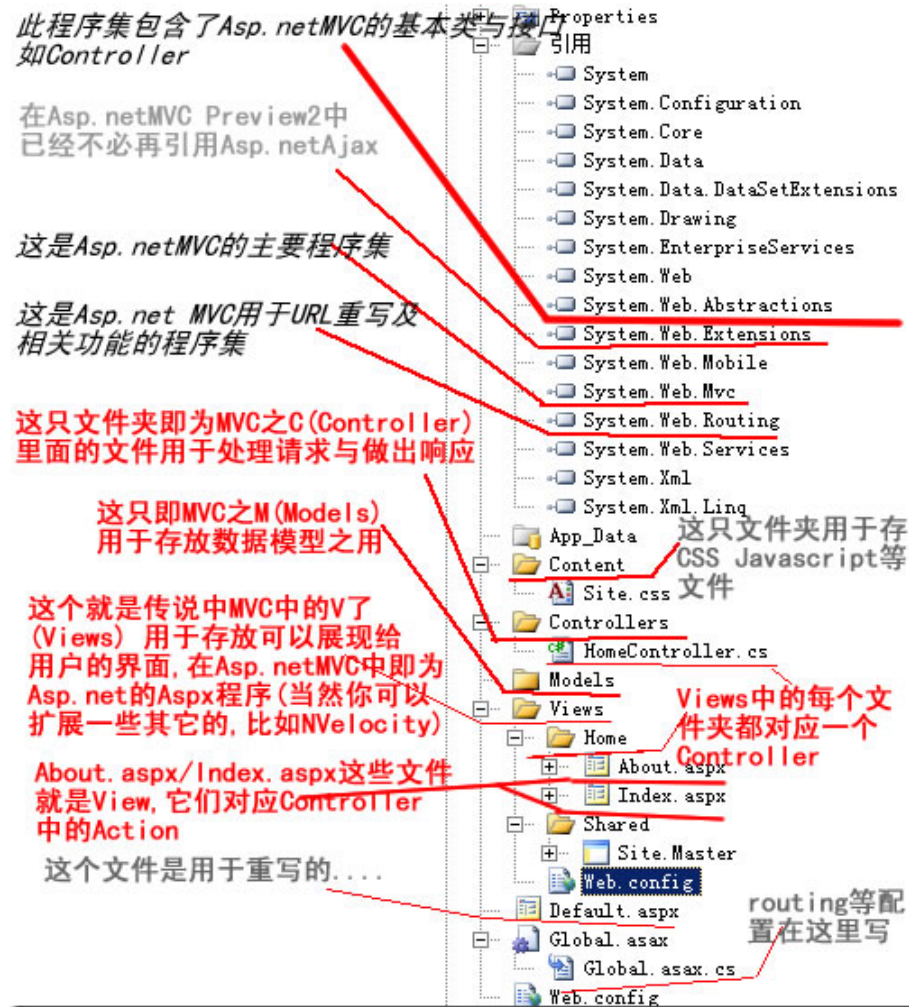 此程序集包含了Asp.netMVC的基本类与接口
如Controller
在Asp.netMVC Preview2中
已经不必再引用Asp.netAjax
这是Asp.netMVC的主要程序集
这是Asp.net MVC用于URL重写及
相关功能的程序集
这只文件夹即为MVC之C(Controller)
里面的文件用于处理请求与做出响应
这只即MVC之M(Models)
用于存放数据模型之用
这个就是传说中MVC中的V了
(Views) 用于存放可以展现给
用户的界面,在Asp.netMVC中即为
Asp.net的Aspx程序(当然你可以
扩展一些其它的,比如NVelocity)
About.aspx/Index.aspx这些文件
就是View,它们对应Controller
中的Action
这个文件是用于重写的....
Properties
引用
System
System.Configuration
System.Core
System.Data
System.Data.DataSetExtensions
System.Drawing
System.EnterpriseServices
System.Web
System.Web.Abstractions
System.Web.Extensions
System.Web.Mobile
System.Web.Mvc
System.Web.Routing
System.Web.Services
System.Xml
System.Xml.Linq
App_Data
Content
Site.css
Controllers
HomeController.cs
Models
Views
Home
About.aspx
Index.aspx
Shared
Site.Master
Web.config
Default.aspx
Global.asax
Global.asax.cs
Web.config
这只文件夹用于存
CSS Javascript等
文件
Views中的每个文
件夹都对应一个
Controller
routing等配
置在这里写